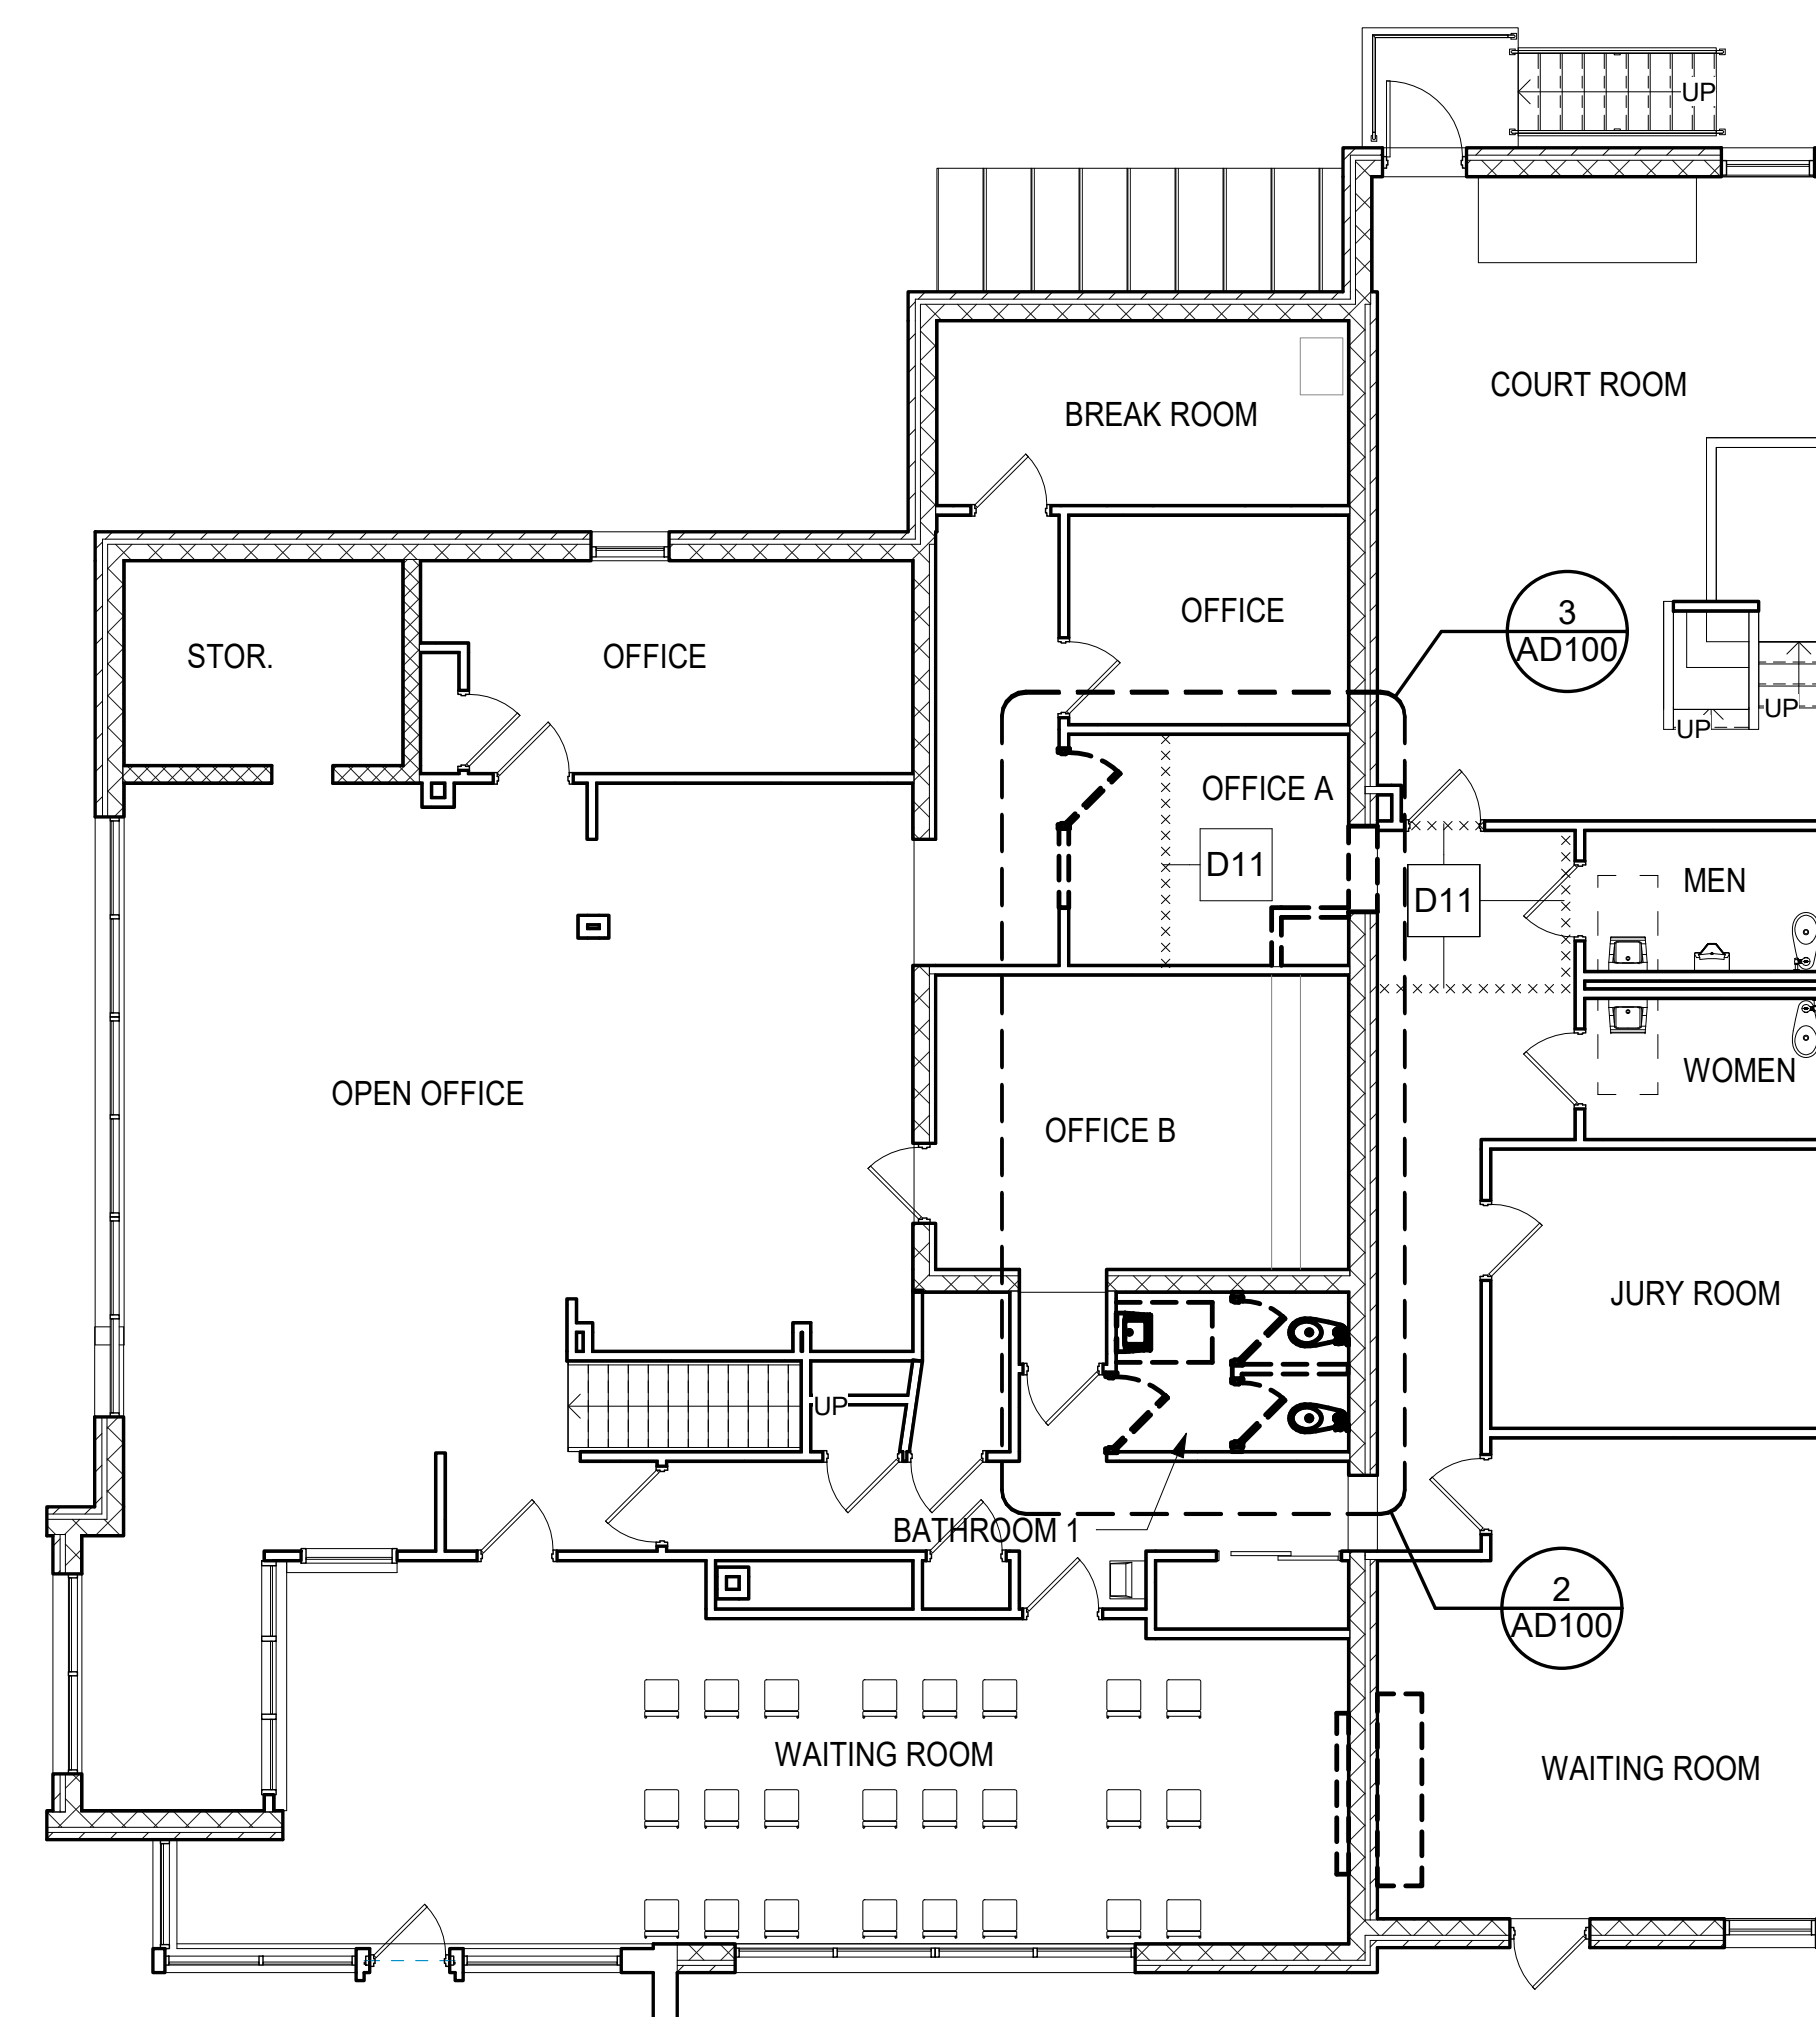 UP
COURT ROOM
BREAK ROOM
3
AD100
OFFICE
STOR.
OFFICE
UP
UP
OFFICE A
D11
D11
MEN
WOMEN
OPEN OFFICE
OFFICE B
JURY ROOM
UP
BATHROOM 1
2
AD100
WAITING ROOM
WAITING ROOM